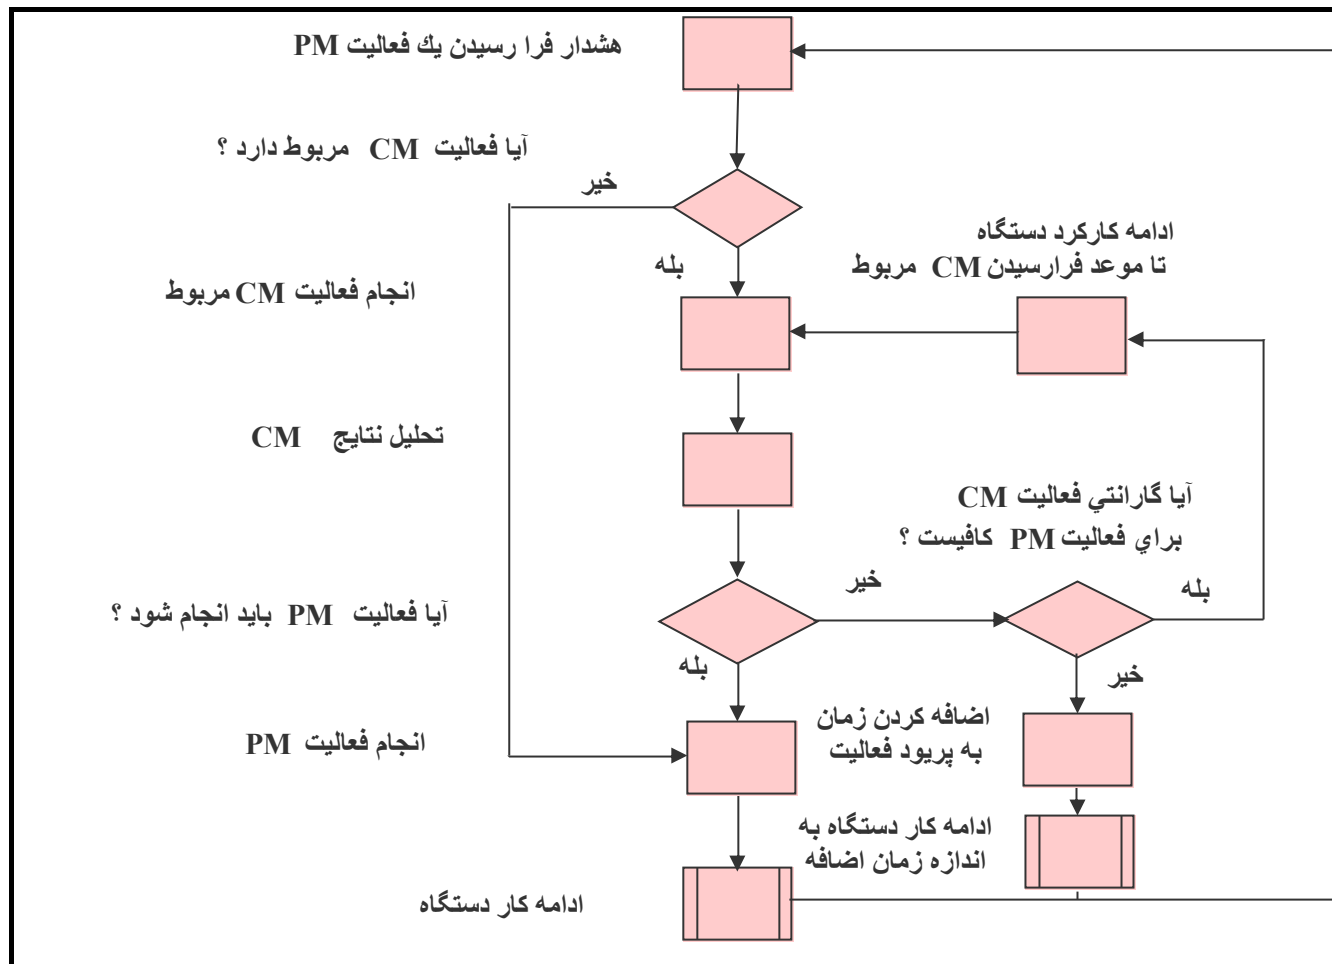 هشدار فرا رسيدن يك فعاليت PM
آيا فعاليت CM مربوط دارد ؟
خير
بله
ادامه كاركرد دستگاه
تا موعد فرارسيدن CM مربوط
انجام فعاليت CM مربوط
تحليل نتايج CM
آيا گارانتي فعاليت CM
براي فعاليت PM كافيست ؟
خير
بله
آيا فعاليت PM بايد انجام شود ؟
بله
خير
اضافه كردن زمان
به پريود فعاليت
انجام فعاليت PM
ادامه كار دستگاه به
اندازه زمان اضافه
ادامه كار دستگاه